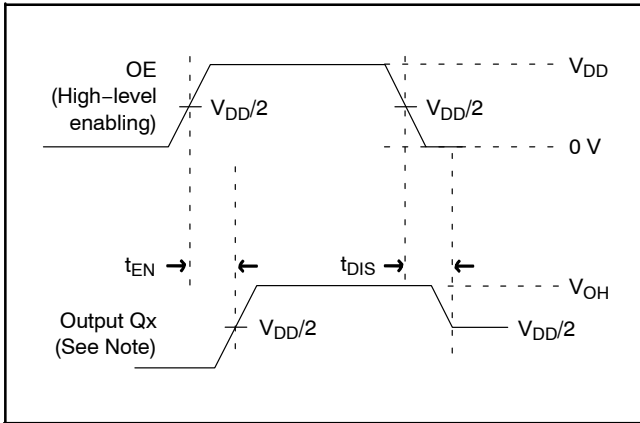 OE
(High−level
enabling)
V_DD/2
V_DD/2
V_DD
0 V
t_EN
t_DIS
V_OH
Output Qx
(See Note)
V_DD/2
V_DD/2